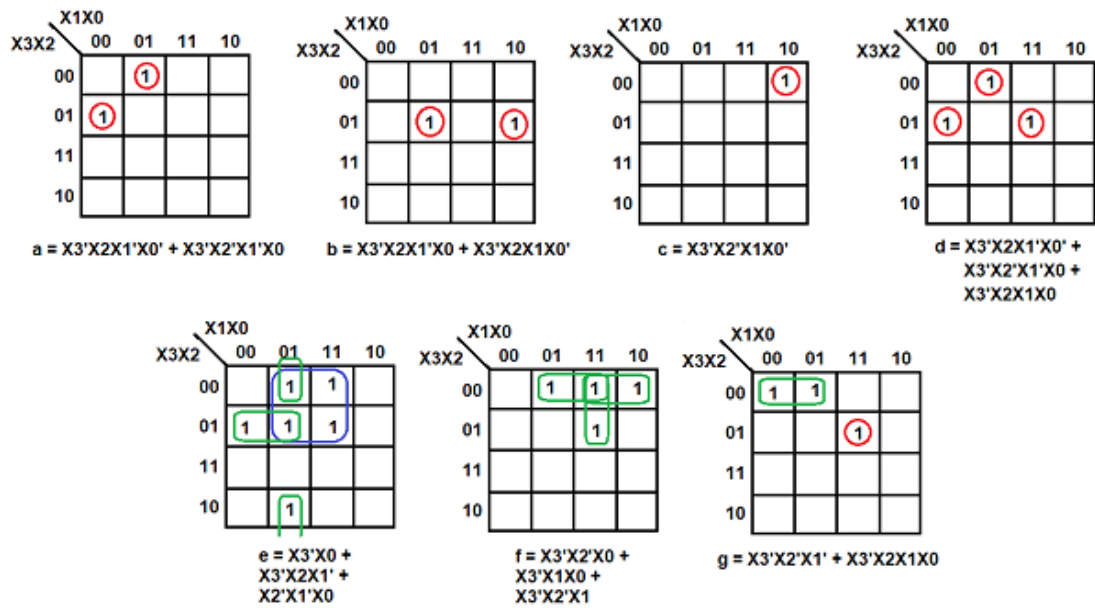 X1X0
X3X2 00 01 11 10
00 1
01 1
11
10
a = X3'X2X1'X0' + X3'X2'X1'X0
X1X0
X3X2 00 01 11 10
00
01 1 1
11
10
b = X3'X2X1'X0 + X3'X2X1X0'
X1X0
X3X2 00 01 11 10
00 1
01
11
10
c = X3'X2'X1X0'
X1X0
X3X2 00 01 11 10
00 1
01 1 1
11
10
d = X3'X2X1'X0' +
X3'X2'X1'X0 +
X3'X2X1X0
X1X0
X3X2 00 01 11 10
00 1 1
01 1 1 1
11
10 1
e = X3'X0 +
X3'X2X1' +
X2'X1'X0
X1X0
X3X2 00 01 11 10
00 1 1 1
01 1
11
10
f = X3'X2'X0 +
X3'X1X0 +
X3'X2'X1
X1X0
X3X2 00 01 11 10
00 1 1
01 1
11
10
g = X3'X2'X1' + X3'X2X1X0